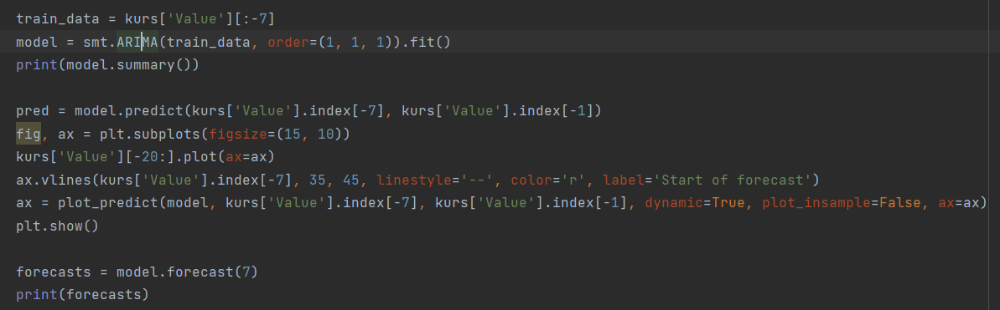 train_data = kurs['Value'][:-7]
model = smt.ARIMA(train_data, order=(1, 1, 1)).fit()
print(model.summary())
pred = model.predict(kurs['Value'].index[-7], kurs['Value'].index[-1])
fig, ax = plt.subplots(figsize=(15, 10))
kurs['Value'][-20:].plot(ax=ax)
ax.vlines(kurs['Value'].index[-7], 35, 45, linestyle='--', color='r', label='Start of forecast')
ax = plot_predict(model, kurs['Value'].index[-7], kurs['Value'].index[-1], dynamic=True, plot_insample=False, ax=ax)
plt.show()
forecasts = model.forecast(7)
print(forecasts)